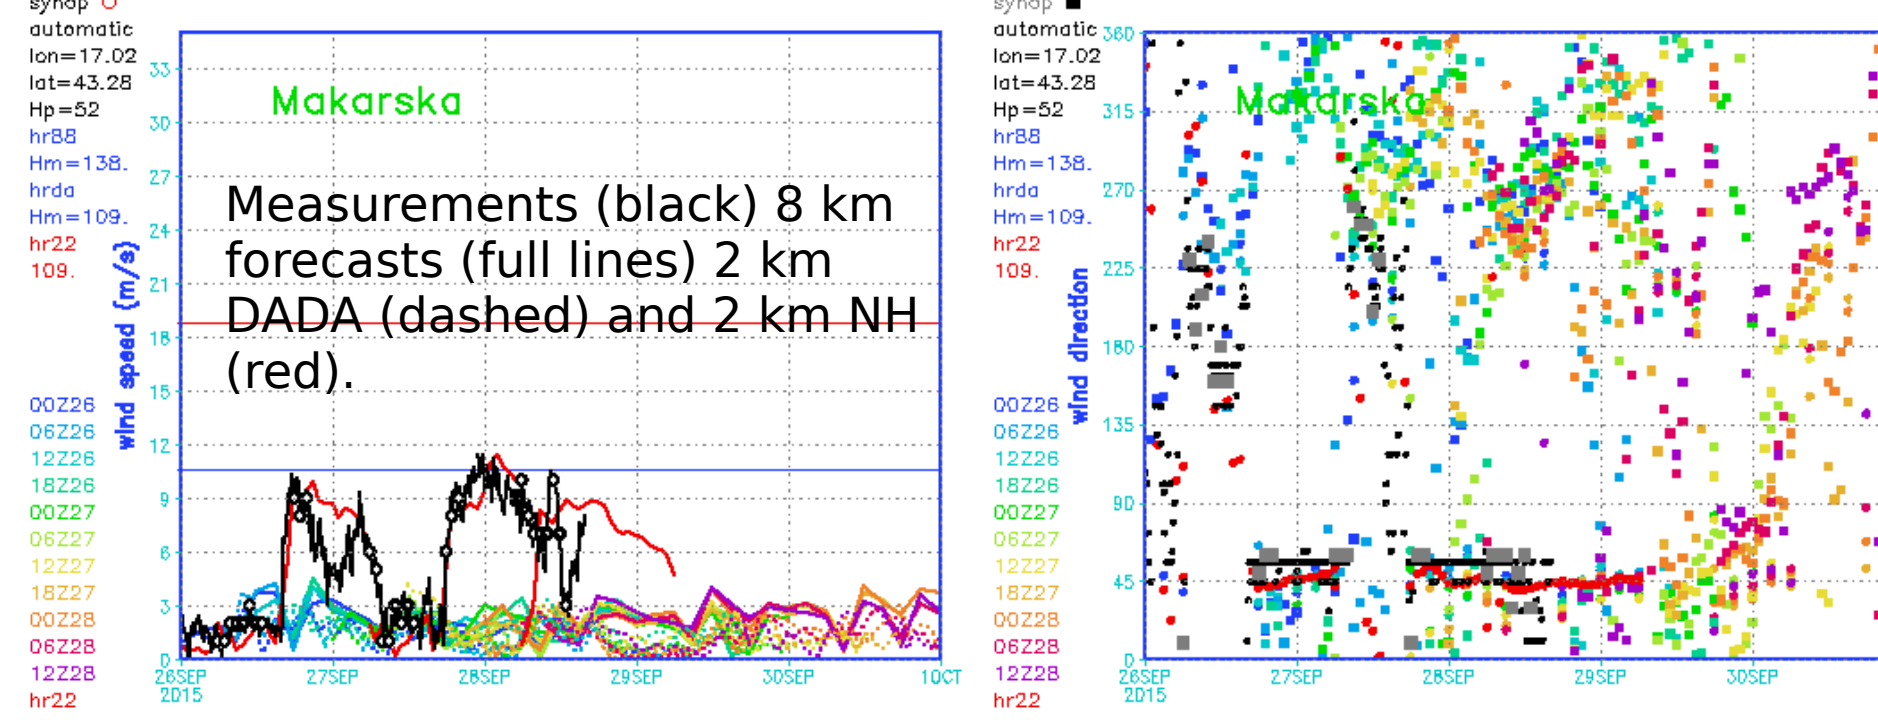 synop
automatic
lon=17.02
lat=43.28
Hp=52
hr88
Hm=138.
hrda
Hm=109.
hr22
109.
00Z26
06Z26
12Z26
18Z26
00Z27
06Z27
12Z27
18Z27
00Z28
06Z28
12Z28
hr22
wind speed {m/s}
33
30
27
24
21
18
15
12
9
6
3
0
Makarska
Measurements (black) 8 km
forecasts (full lines) 2 km
DADA (dashed) and 2 km NH
(red).
26SEP
2015
27SEP
28SEP
29SEP
30SEP
1OCT
synop
automatic
lon=17.02
lat=43.28
Hp=52
hr88
Hm=138.
hrda
Hm=109.
hr22
109.
00Z26
06Z26
12Z26
18Z26
00Z27
06Z27
12Z27
18Z27
00Z28
06Z28
12Z28
hr22
wind direction
360
315
270
225
180
135
90
45
0
Makarska
26SEP
2015
27SEP
28SEP
29SEP
30SEP